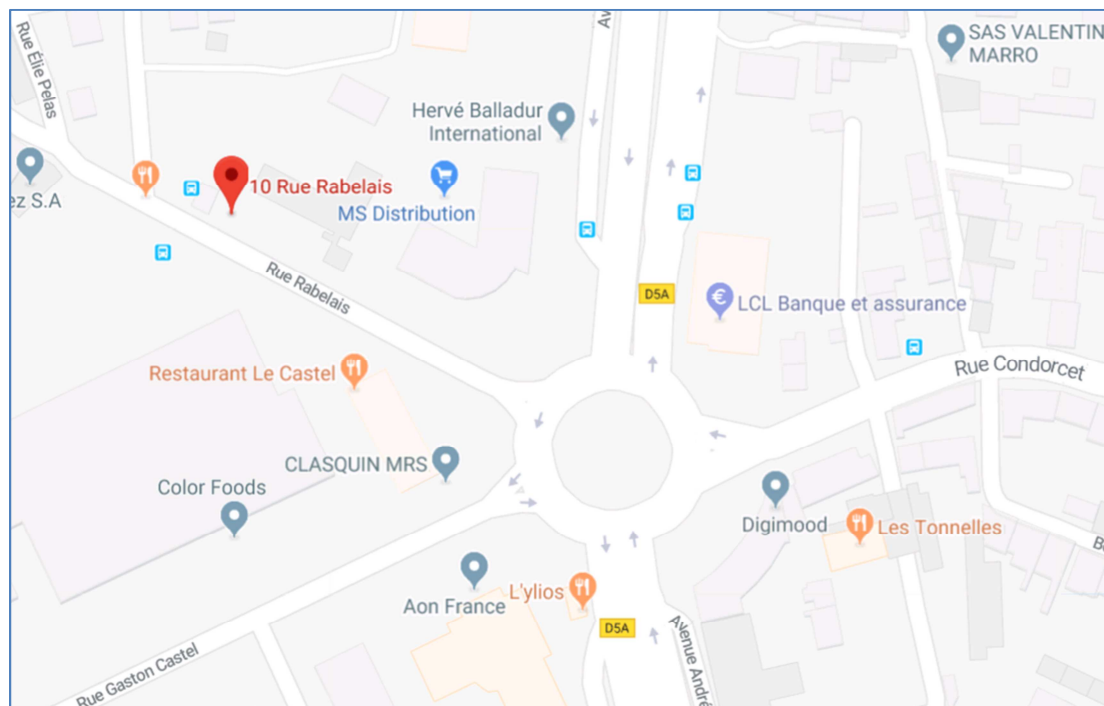 Rue Élie Pelas
Av
SAS VALENTIN
MARRO
Hervé Balladur
International
ez S.A
10 Rue Rabelais
MS Distribution
Rue Rabelais
D5A
LCL Banque et assurance
Restaurant Le Castel
Rue Condorcet
CLASQUIN MRS
Color Foods
Digimood
Les Tonnelles
B
L'ylios
Aon France
D5A
Avenue André
Rue Gaston Castel